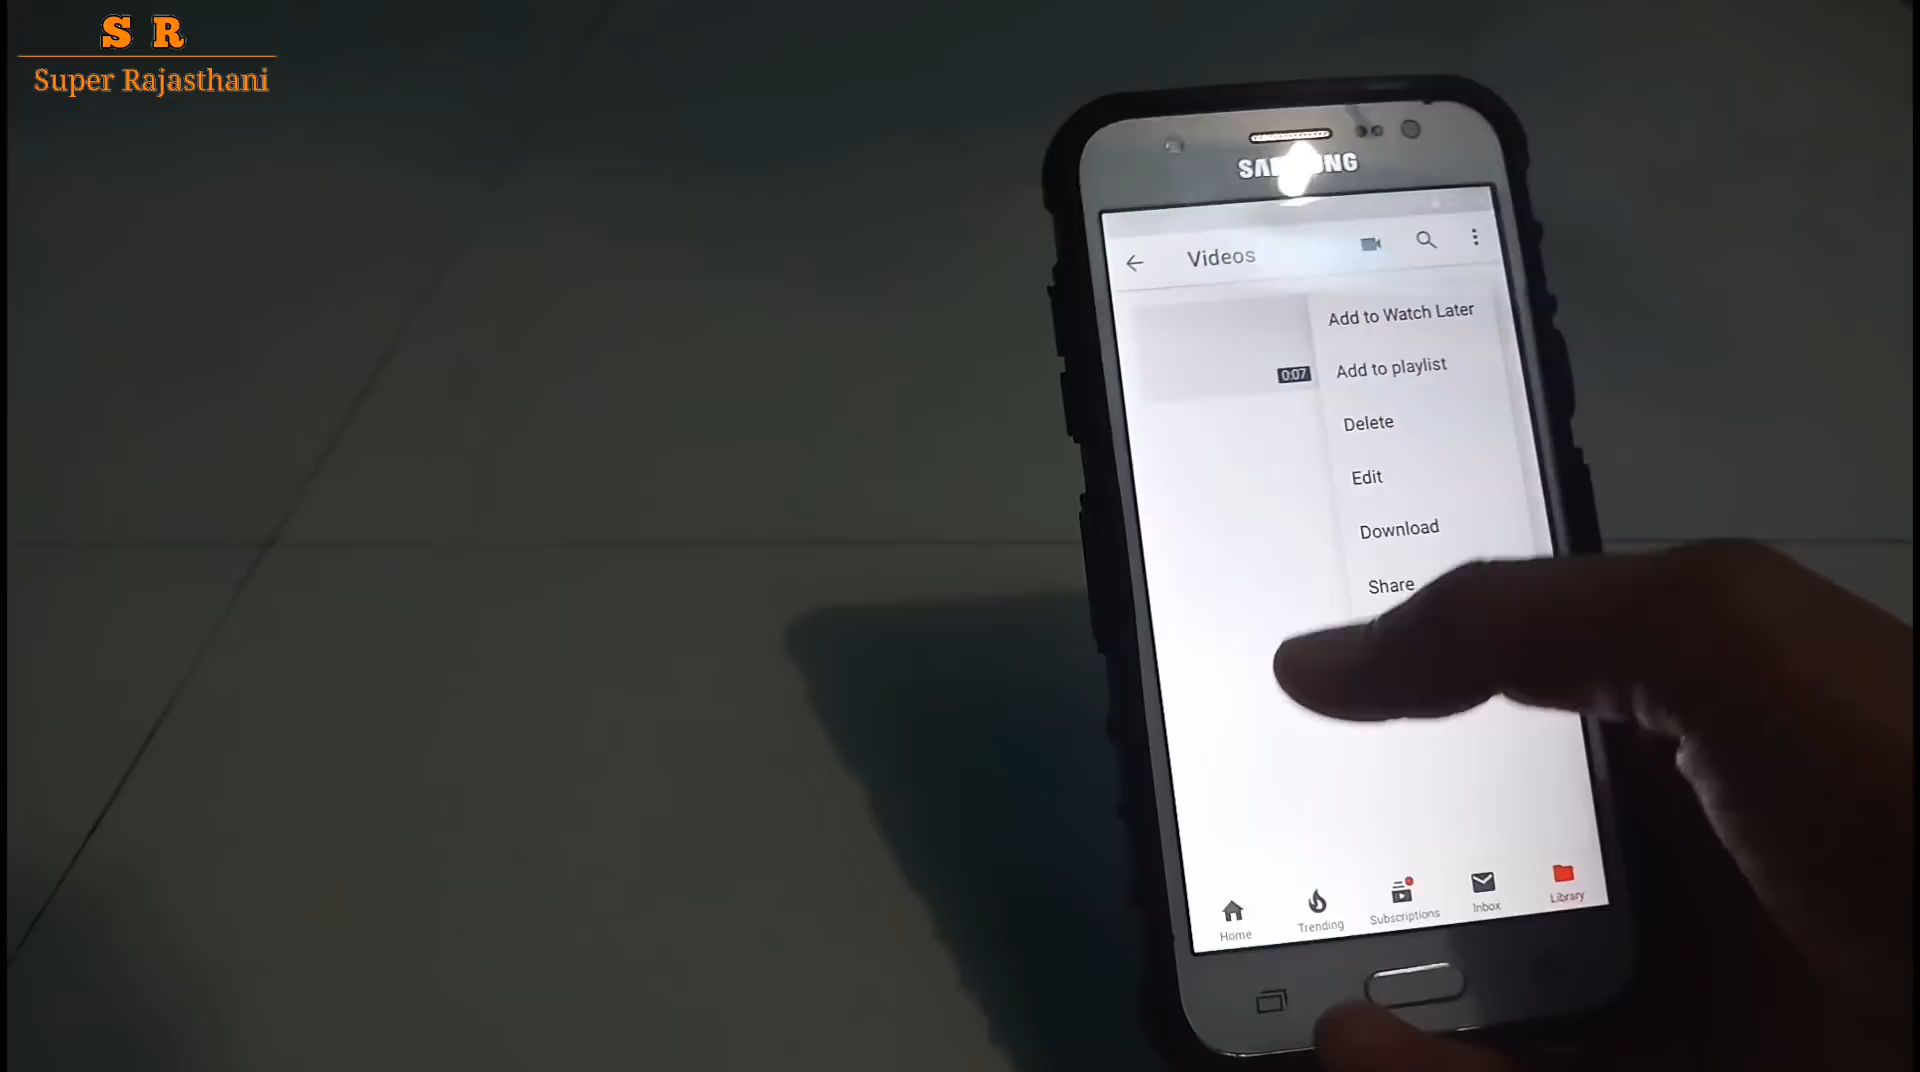 S R
Super Rajasthani
SAMSUNG
Videos
Add to Watch Later
0:07
Add to playlist
Delete
Edit
Download
Share
Home
Trending
Subscriptions
Inbox
Library